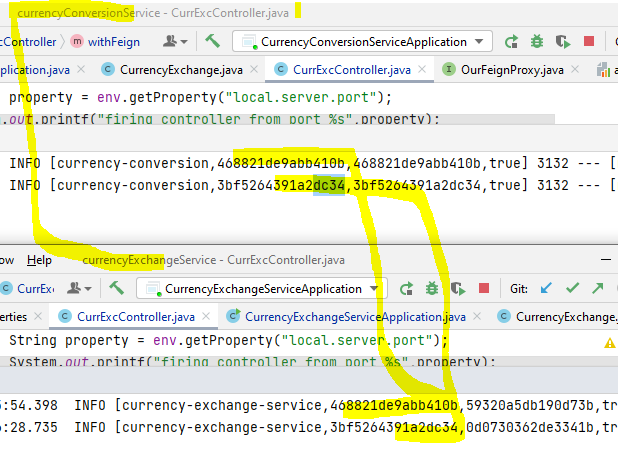 currencyConversionService - CurrExcController.java
cController withFeign CurrencyConversionServiceApplication
plication.java CurrencyExchange.java CurrExcController.java OurFeignProxy.java a
property = env.getProperty("local.server.port");
.out.printf("firing controller from port %s",property);
INFO [currency-conversion,468821de9abb410b,468821de9abb410b,true] 3132 --- [
INFO [currency-conversion,3bf5264391a2dc34,3bf5264391a2dc34,true] 3132 --- [
ow Help currencyExchangeService - CurrExcController.java
CurrEx CurrencyExchangeServiceApplication Git:
erties CurrExcController.java CurrencyExchangeServiceApplication.java CurrencyExchange.
String property = env.getProperty("local.server.port");
System.out.printf("firing controller from port %s",property);
5:54.398 INFO [currency-exchange-service,468821de9abb410b,59320a5db190d73b,tr
6:28.735 INFO [currency-exchange-service,3bf5264391a2dc34,0d0730362de3341b,tr